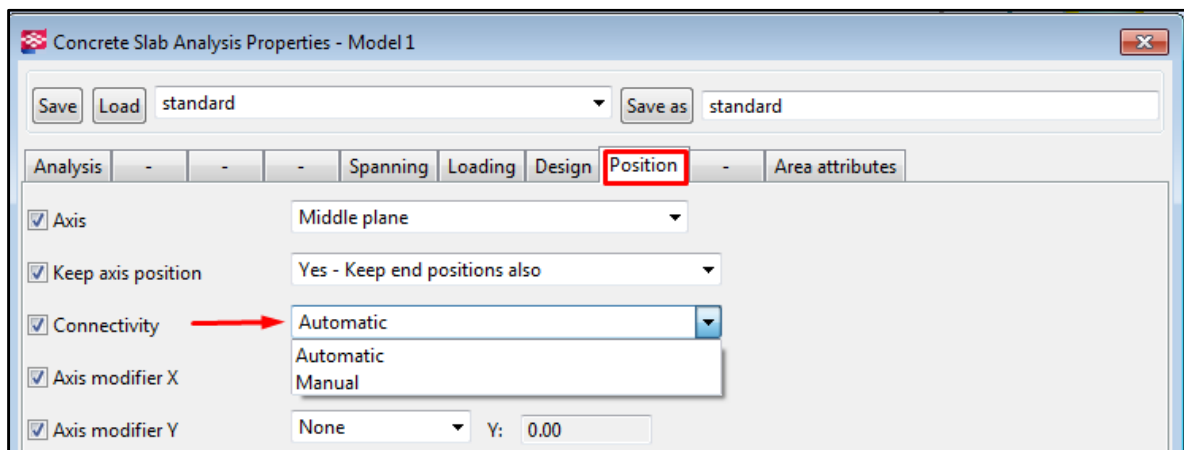 Concrete Slab Analysis Properties - Model 1
Save Load standard Save as standard
Analysis - - - Spanning Loading Design Position - Area attributes
Axis Middle plane
Keep axis position Yes - Keep end positions also
Connectivity Automatic
Automatic
Axis modifier X Manual
Axis modifier Y None Y: 0.00